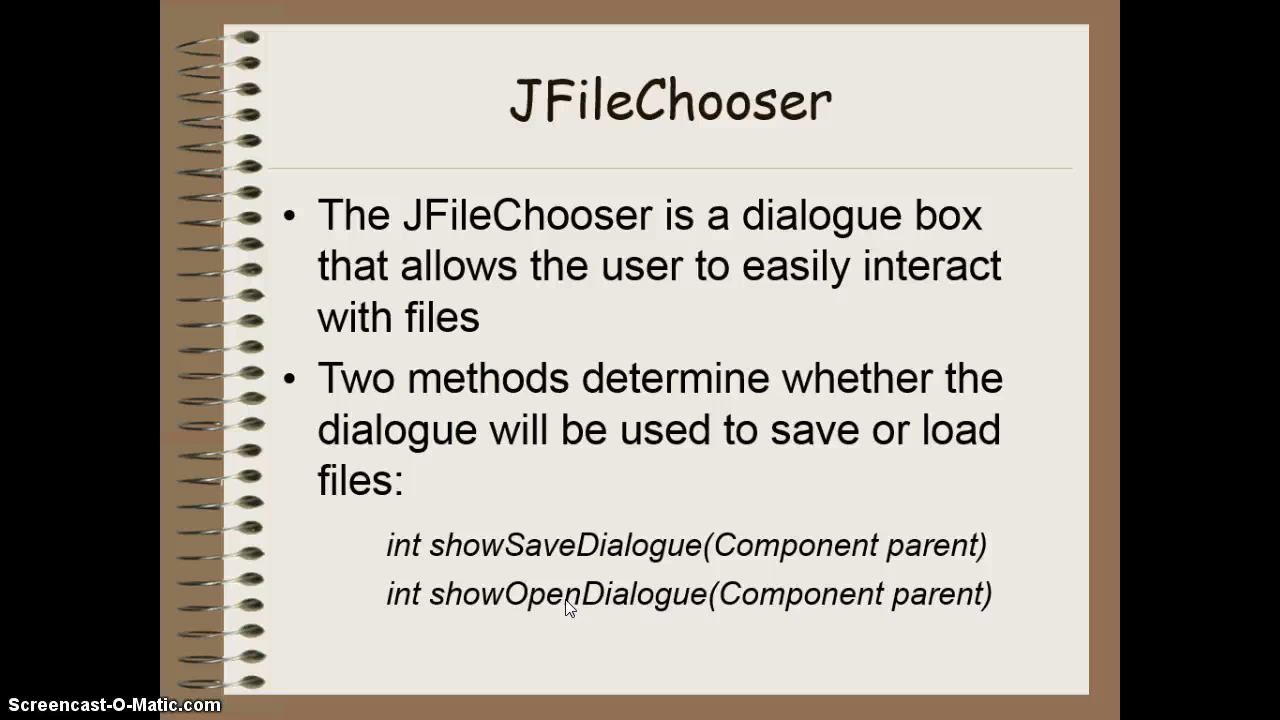 JFileChooser
• The JFileChooser is a dialogue box
that allows the user to easily interact
with files
• Two methods determine whether the
dialogue will be used to save or load
files:
int showSaveDialogue(Component parent)
int showOpenDialogue(Component parent)
Screencast-O-Matic.com